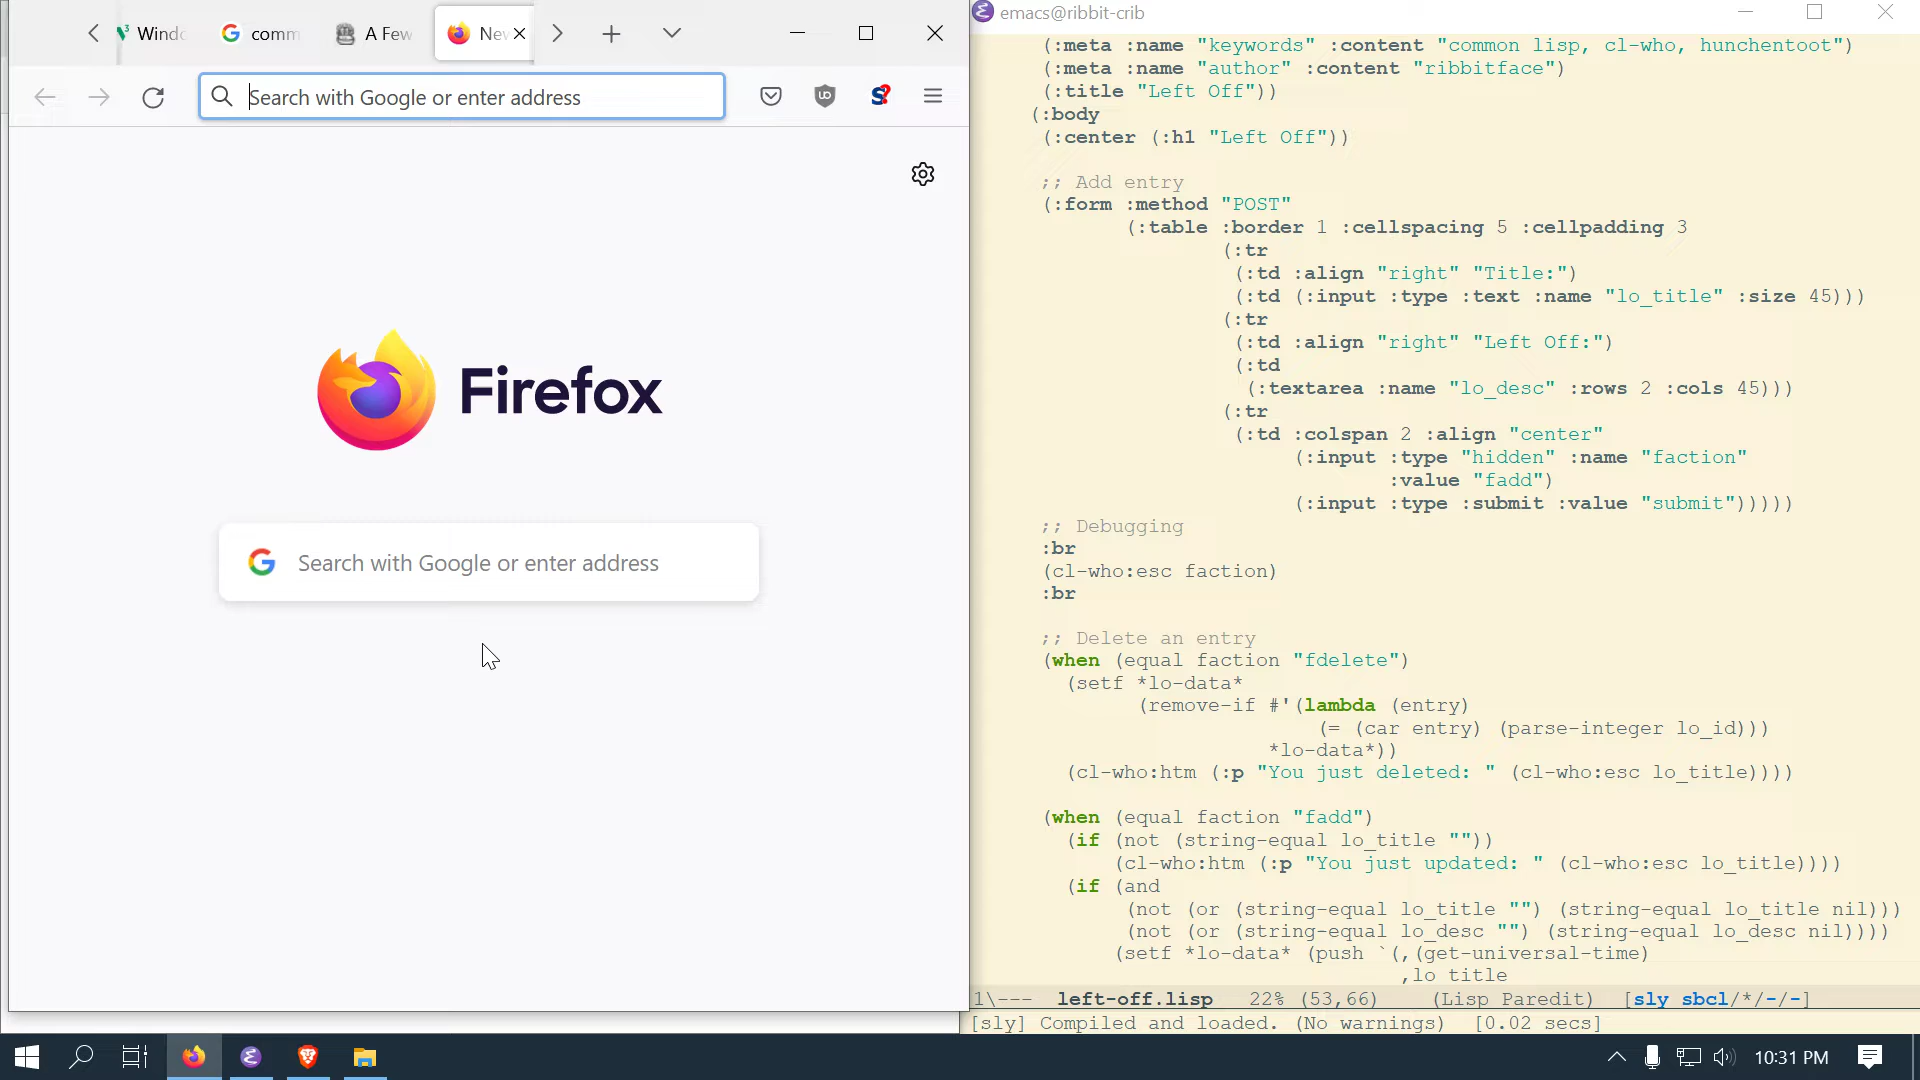 Windo
comm
A Few
New
Search with Google or enter address
Firefox
Search with Google or enter address
emacs@ribbit-crib
(:meta :name "keywords" :content "common lisp, cl-who, hunchentoot")
(:meta :name "author" :content "ribbitface")
(:title "Left Off"))
(:body
(:center (:h1 "Left Off"))
;; Add entry
(:form :method "POST"
(:table :border 1 :cellspacing 5 :cellpadding 3
(:tr
(:td :align "right" "Title:")
(:td (:input :type :text :name "lo_title" :size 45)))
(:tr
(:td :align "right" "Left Off:")
(:td
(:textarea :name "lo_desc" :rows 2 :cols 45)))
(:tr
(:td :colspan 2 :align "center"
(:input :type "hidden" :name "faction"
:value "fadd")
(:input :type :submit :value "submit")))))
;; Debugging
:br
(cl-who:esc faction)
:br
;; Delete an entry
(when (equal faction "fdelete")
(setf *lo-data*
(remove-if #'(lambda (entry)
(= (car entry) (parse-integer lo_id)))
*lo-data*))
(cl-who:htm (:p "You just deleted: " (cl-who:esc lo_title))))
(when (equal faction "fadd")
(if (not (string-equal lo_title ""))
(cl-who:htm (:p "You just updated: " (cl-who:esc lo_title))))
(if (and
(not (or (string-equal lo_title "") (string-equal lo_title nil)))
(not (or (string-equal lo_desc "") (string-equal lo_desc nil))))
(setf *lo-data* (push `(,(get-universal-time)
,lo_title
1\--- left-off.lisp 22% (53,66) (Lisp Paredit) [sly sbcl/*/-/-]
[sly] Compiled and loaded. (No warnings) [0.02 secs]
10:31 PM